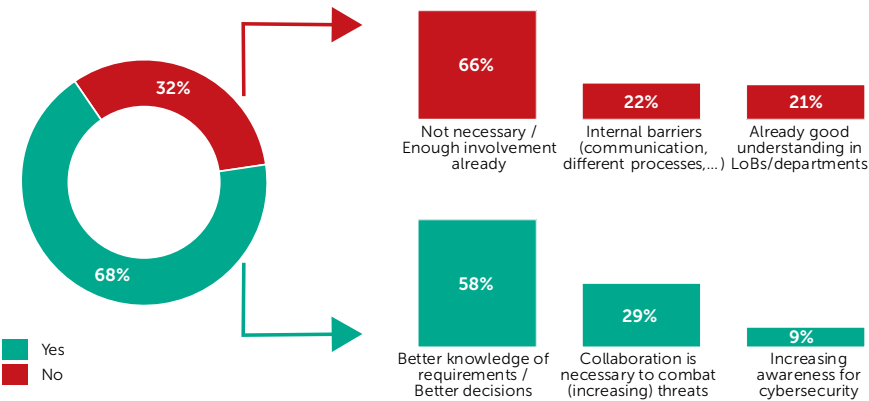 32%
68%
Yes
No
66%
Not necessary /
Enough involvement
already
22%
Internal barriers
(communication,
different processes,...)
21%
Already good
understanding in
LoBs/departments
58%
Better knowledge of
requirements /
Better decisions
29%
Collaboration is
necessary to combat
(increasing) threats
9%
Increasing
awareness for
cybersecurity